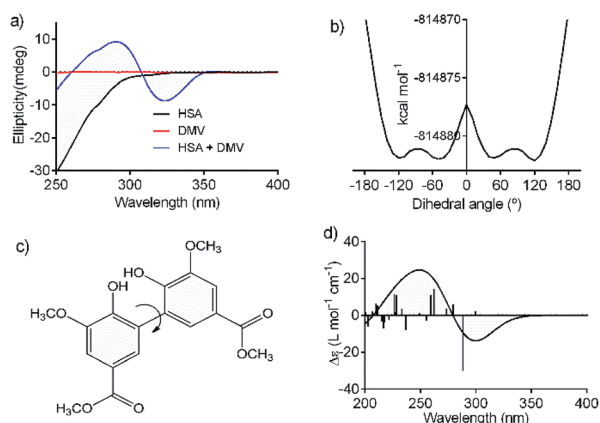 a)
Ellipticity(mdeg)
10
0
-10
-20
-30
HSA
DMV
HSA + DMV
250 300 350 400
Wavelength (nm)
b)
kcal mol⁻¹
-814870
-814875
-814880
-180 -120 -60 0 60 120 180
Dihedral angle (º)
c)
OCH₃
HO
OH
H₃CO
O
OCH₃
H₃CO
O
d)
Δε (L mol⁻¹ cm⁻¹)
40
20
0
-20
-40
200 250 300 350 400
Wavelength (nm)